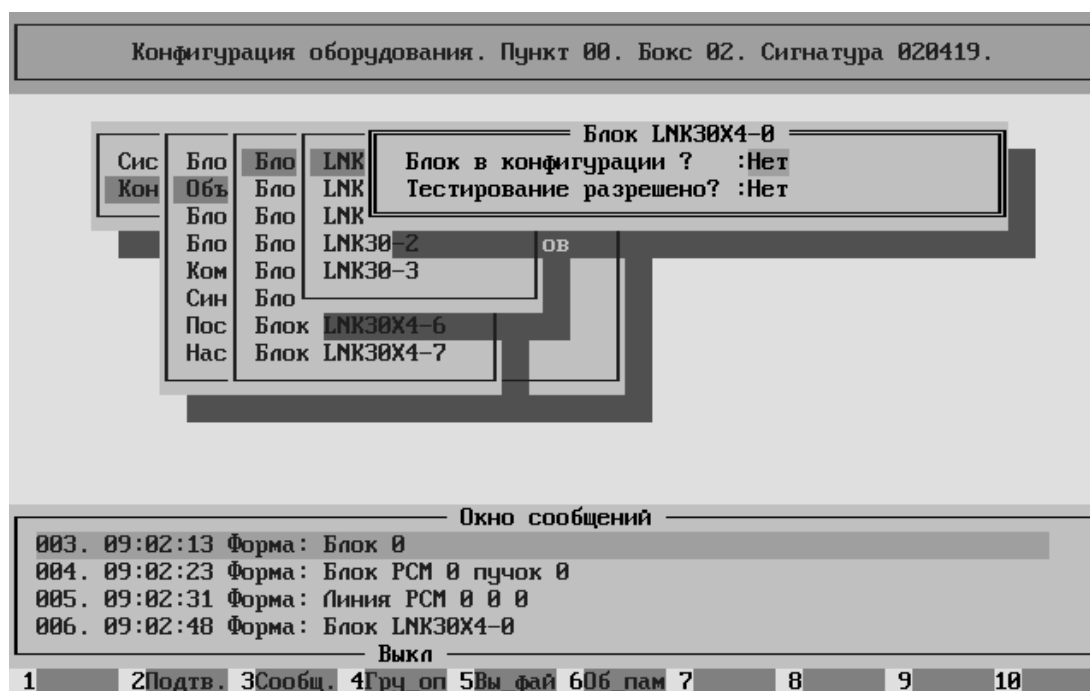 Конфигурация оборудования. Пункт 00. Бокс 02. Сигнатура 020419.
Блок LNK30X4-0
Сис Бло Бло LNK Блок в конфигурации ? :Нет
Кон Объ Бло LNK Тестирование разрешено? :Нет
Бло Бло LNK
Бло Бло LNK30-2 ов
Ком Бло LNK30-3
Син Бло
Пос Блок LNK30X4-6
Нас Блок LNK30X4-7
Окно сообщений
003. 09:02:13 Форма: Блок 0
004. 09:02:23 Форма: Блок PCM 0 пучок 0
005. 09:02:31 Форма: Линия PCM 0 0 0
006. 09:02:48 Форма: Блок LNK30X4-0
Выкл
1 2Подтв. 3Сообщ. 4Гру_оп 5Вы_фай 6Об_пам 7 8 9 10